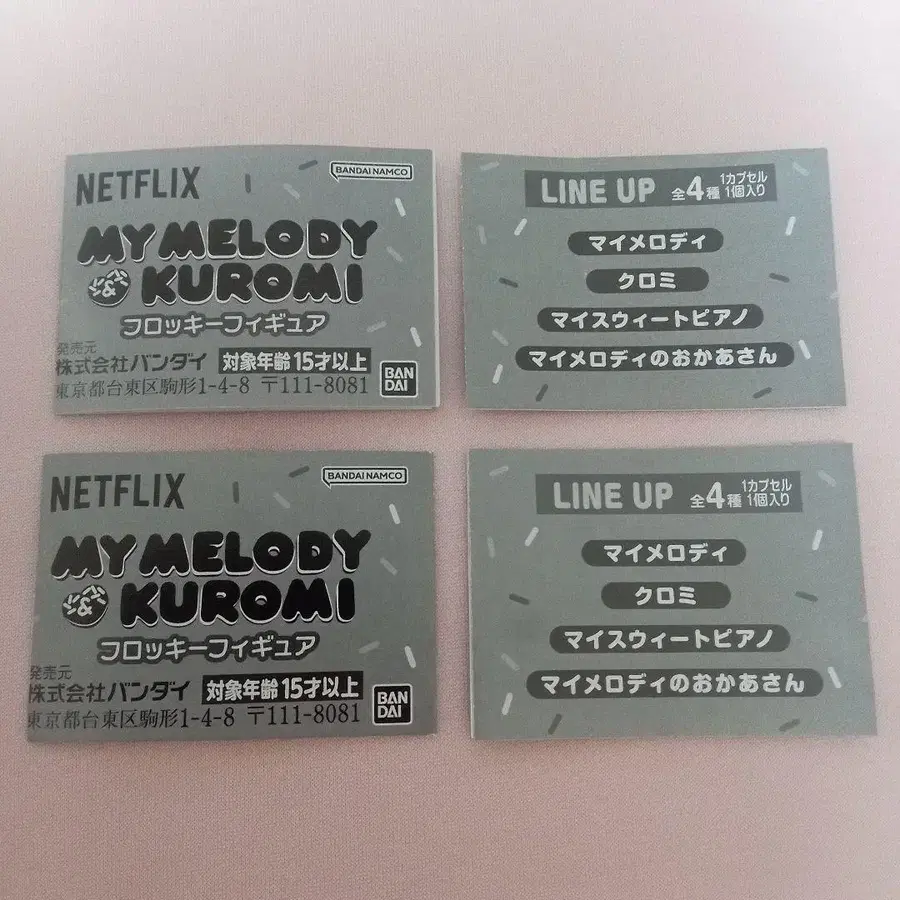 NETFLIX
BANDAI NAMCO
MY MELODY
& KUROMI
フロッキーフィギュア
発売元
株式会社バンダイ 対象年齢15才以上
東京都台東区駒形1-4-8 〒111-8081
BAN
DAI
LINE UP 全4種 1カプセル
1個入り
マイメロディ
クロミ
マイスウィートピアノ
マイメロディのおかあさん
NETFLIX
BANDAI NAMCO
MY MELODY
& KUROMI
フロッキーフィギュア
発売元
株式会社バンダイ 対象年齢15才以上
東京都台東区駒形1-4-8 〒111-8081
BAN
DAI
LINE UP 全4種 1カプセル
1個入り
マイメロディ
クロミ
マイスウィートピアノ
マイメロディのおかあさん